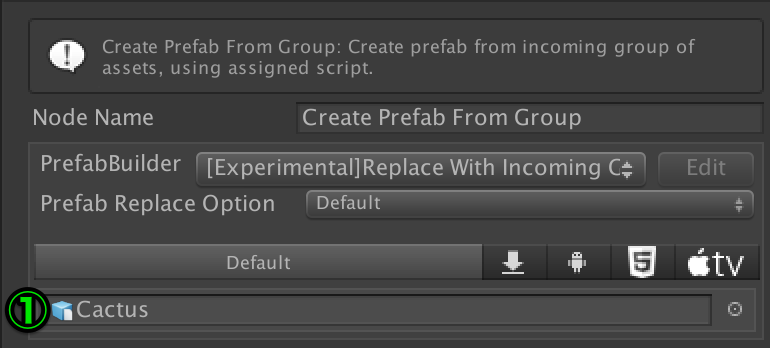 Create Prefab From Group: Create prefab from incoming group of
assets, using assigned script.
Node Name
Create Prefab From Group
PrefabBuilder
[Experimental]Replace With Incoming
Edit
Prefab Replace Option
Default
Default
5
tv
1
Cactus